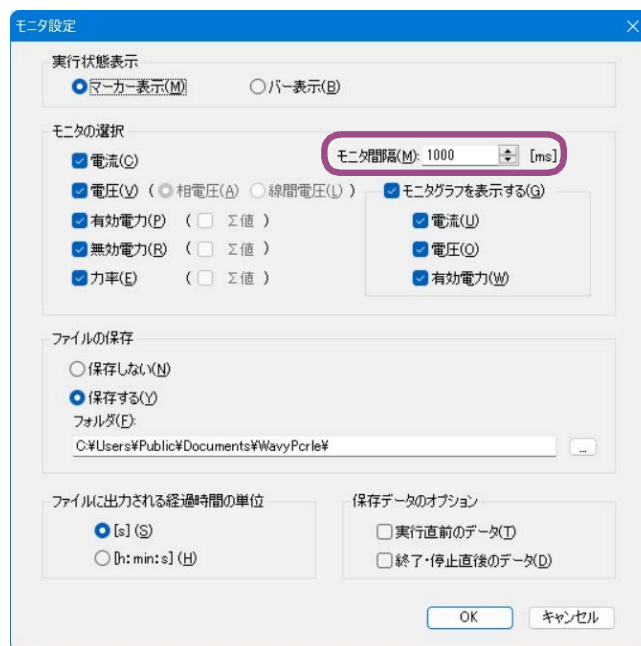 モニタ設定
実行状態表示
マーカー表示(M) バー表示(B)
モニタの選択
モニタ間隔(M): 1000 [ms]
電流(C)
電圧(V) ( 相電圧(A) 線間電圧(L) )
有効電力(P) ( Σ値 )
無効電力(R) ( Σ値 )
力率(E) ( Σ値 )
モニタグラフを表示する(G)
電流(U)
電圧(O)
有効電力(W)
ファイルの保存
保存しない(N)
保存する(Y)
フォルダ(F):
C:¥Users¥Public¥Documents¥WavyPcrle¥
...
ファイルに出力される経過時間の単位
[s] (S)
[h:min:s] (H)
保存データのオプション
実行直前のデータ(T)
終了・停止直後のデータ(D)
OK キャンセル